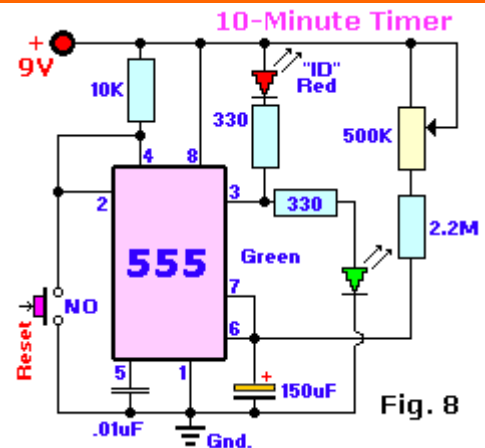 10-Minute Timer
+
9V
10K
"ID"
Red
330
500K
4
8
3
2
330
2.2M
555
Green
7
6
NO
Reset
+
150uF
5
1
.01uF
Gnd.
Fig. 8